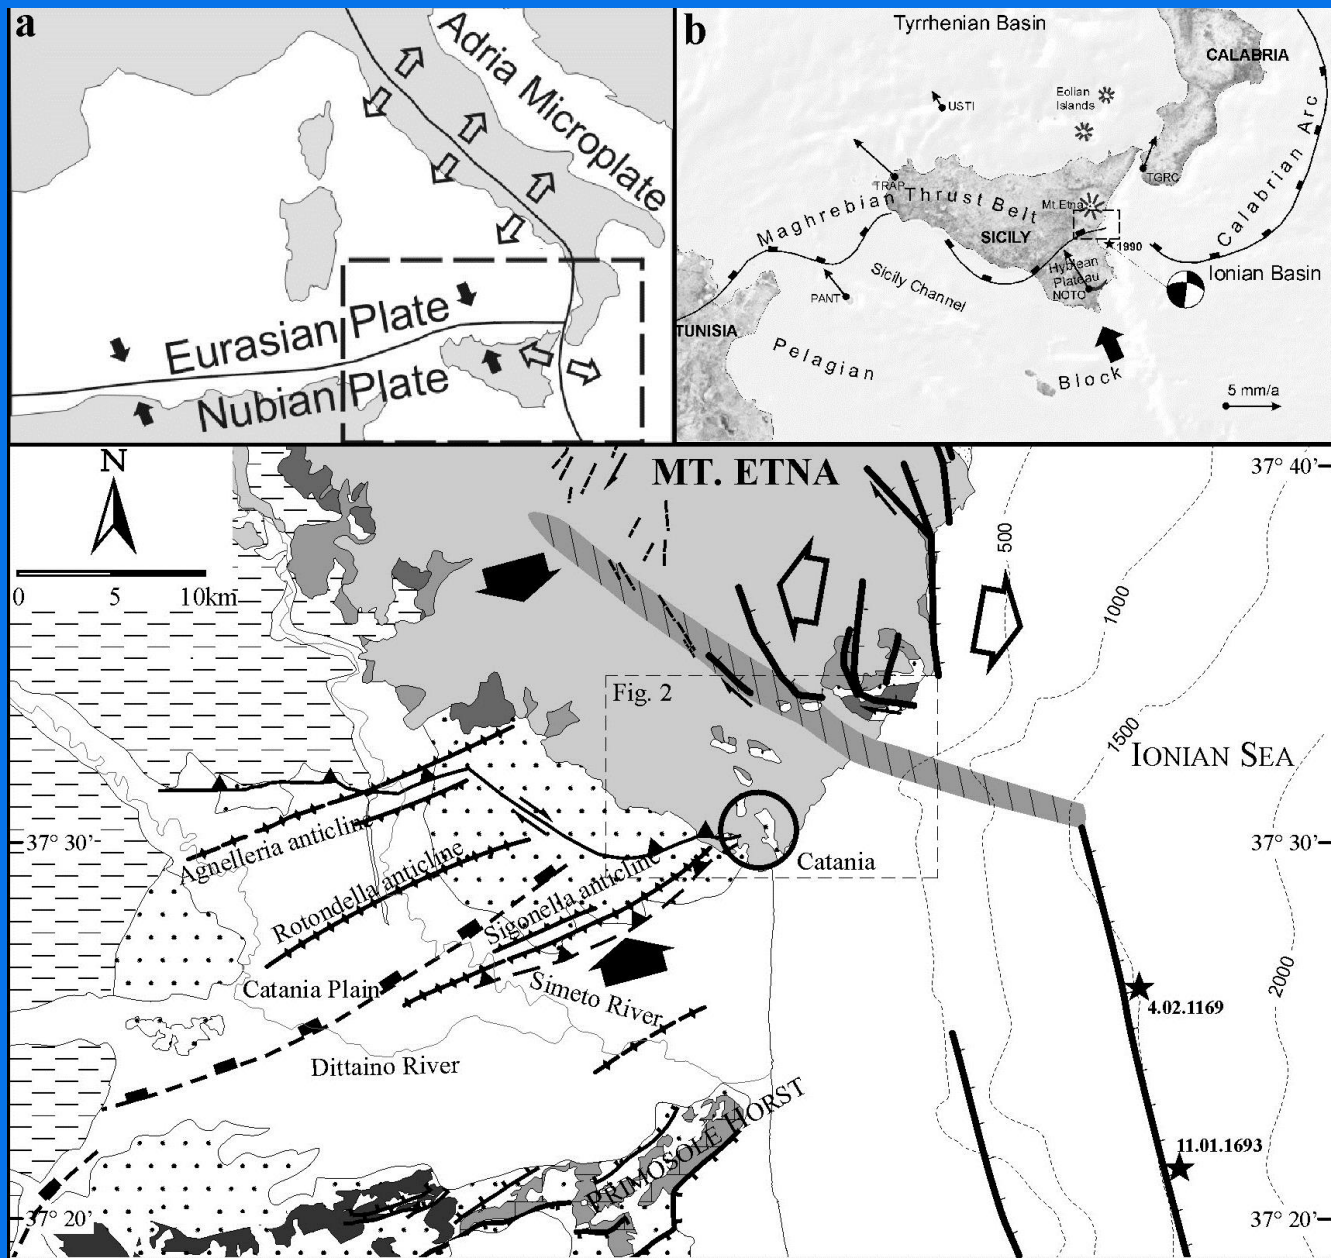 a
Adria Microplate
Eurasian Plate
Nubian Plate
b
Tyrrhenian Basin
CALABRIA
Eolian
Islands
USTI
TRAP
TGRC
Maghrebian Thrust Belt
Mt.Etna
SICILY
1990
Calabrian Arc
Hyblean
Plateau
NOTO
Ionian Basin
Sicily Channel
PANT
TUNISIA
Pelagian
Block
5 mm/a
N
0 5 10km
MT. ETNA
37° 40'
500
1000
1500
Fig. 2
IONIAN SEA
37° 30'
37° 30'
Agnelleria anticline
Rotondella anticline
Sigonella anticline
Catania
Catania Plain
Simeto River
Dittaino River
2000
4.02.1169
PRIMOSOLE HORST
11.01.1693
37° 20'
37° 20'